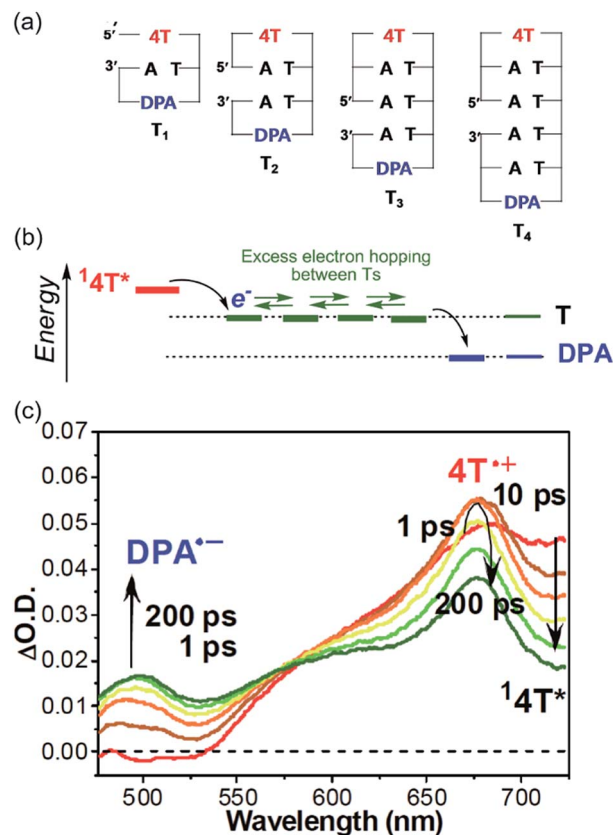 (a)
5′ 4T 4T 4T 4T
3′ A T 5′ A T A T A T
DPA 3′ A T 5′ A T 5′ A T
T1 DPA 3′ A T 3′ A T
T2 DPA A T
T3 DPA
T4
(b)
Energy
14T*
Excess electron hopping
between Ts
e-
T
DPA
(c)
ΔO.D.
0.07
0.06
0.05
0.04
0.03
0.02
0.01
0.00
4T•+
10 ps
1 ps
200 ps
DPA•−
200 ps
1 ps
14T*
500 550 600 650 700
Wavelength (nm)